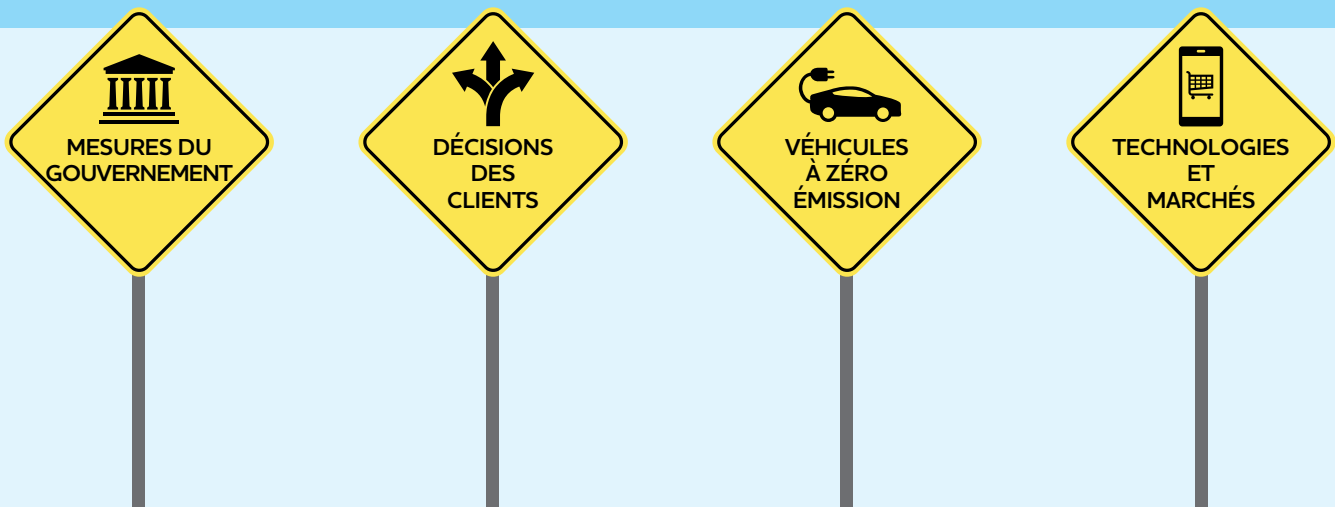 MESURES DU
GOUVERNEMENT
DÉCISIONS
DES
CLIENTS
VÉHICULES
À ZÉRO
ÉMISSION
TECHNOLOGIES
ET
MARCHÉS